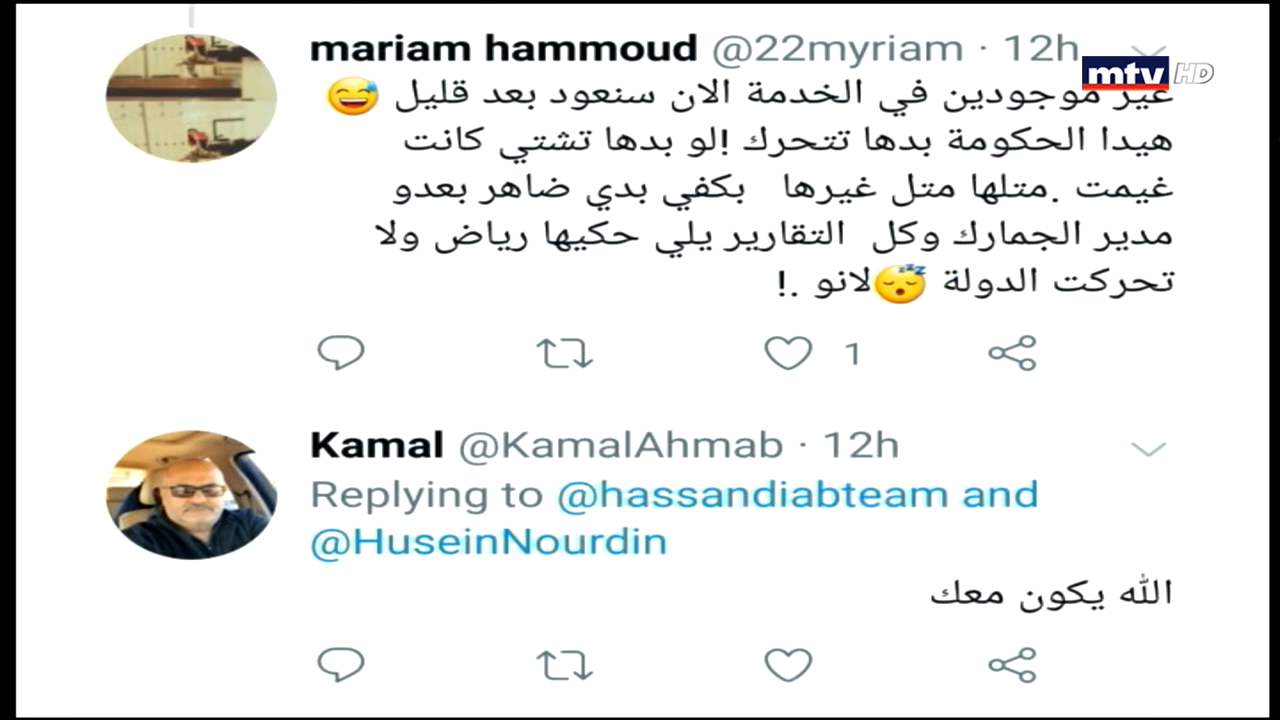 mariam hammoud @22myriam · 12h
mtv HD
غير موجودين في الخدمة الان سنعود بعد قليل 😅
هيدا الحكومة بدها تتحرك !لو بدها تشتي كانت
غيمت .متلها متل غيرها بكفي بدي ضاهر بعدو
مدير الجمارك وكل التقارير يلي حكيها رياض ولا
تحركت الدولة 😴لانو .!
1
Kamal @KamalAhmab · 12h
Replying to @hassandiabteam and
@HuseinNourdin
الله يكون معك